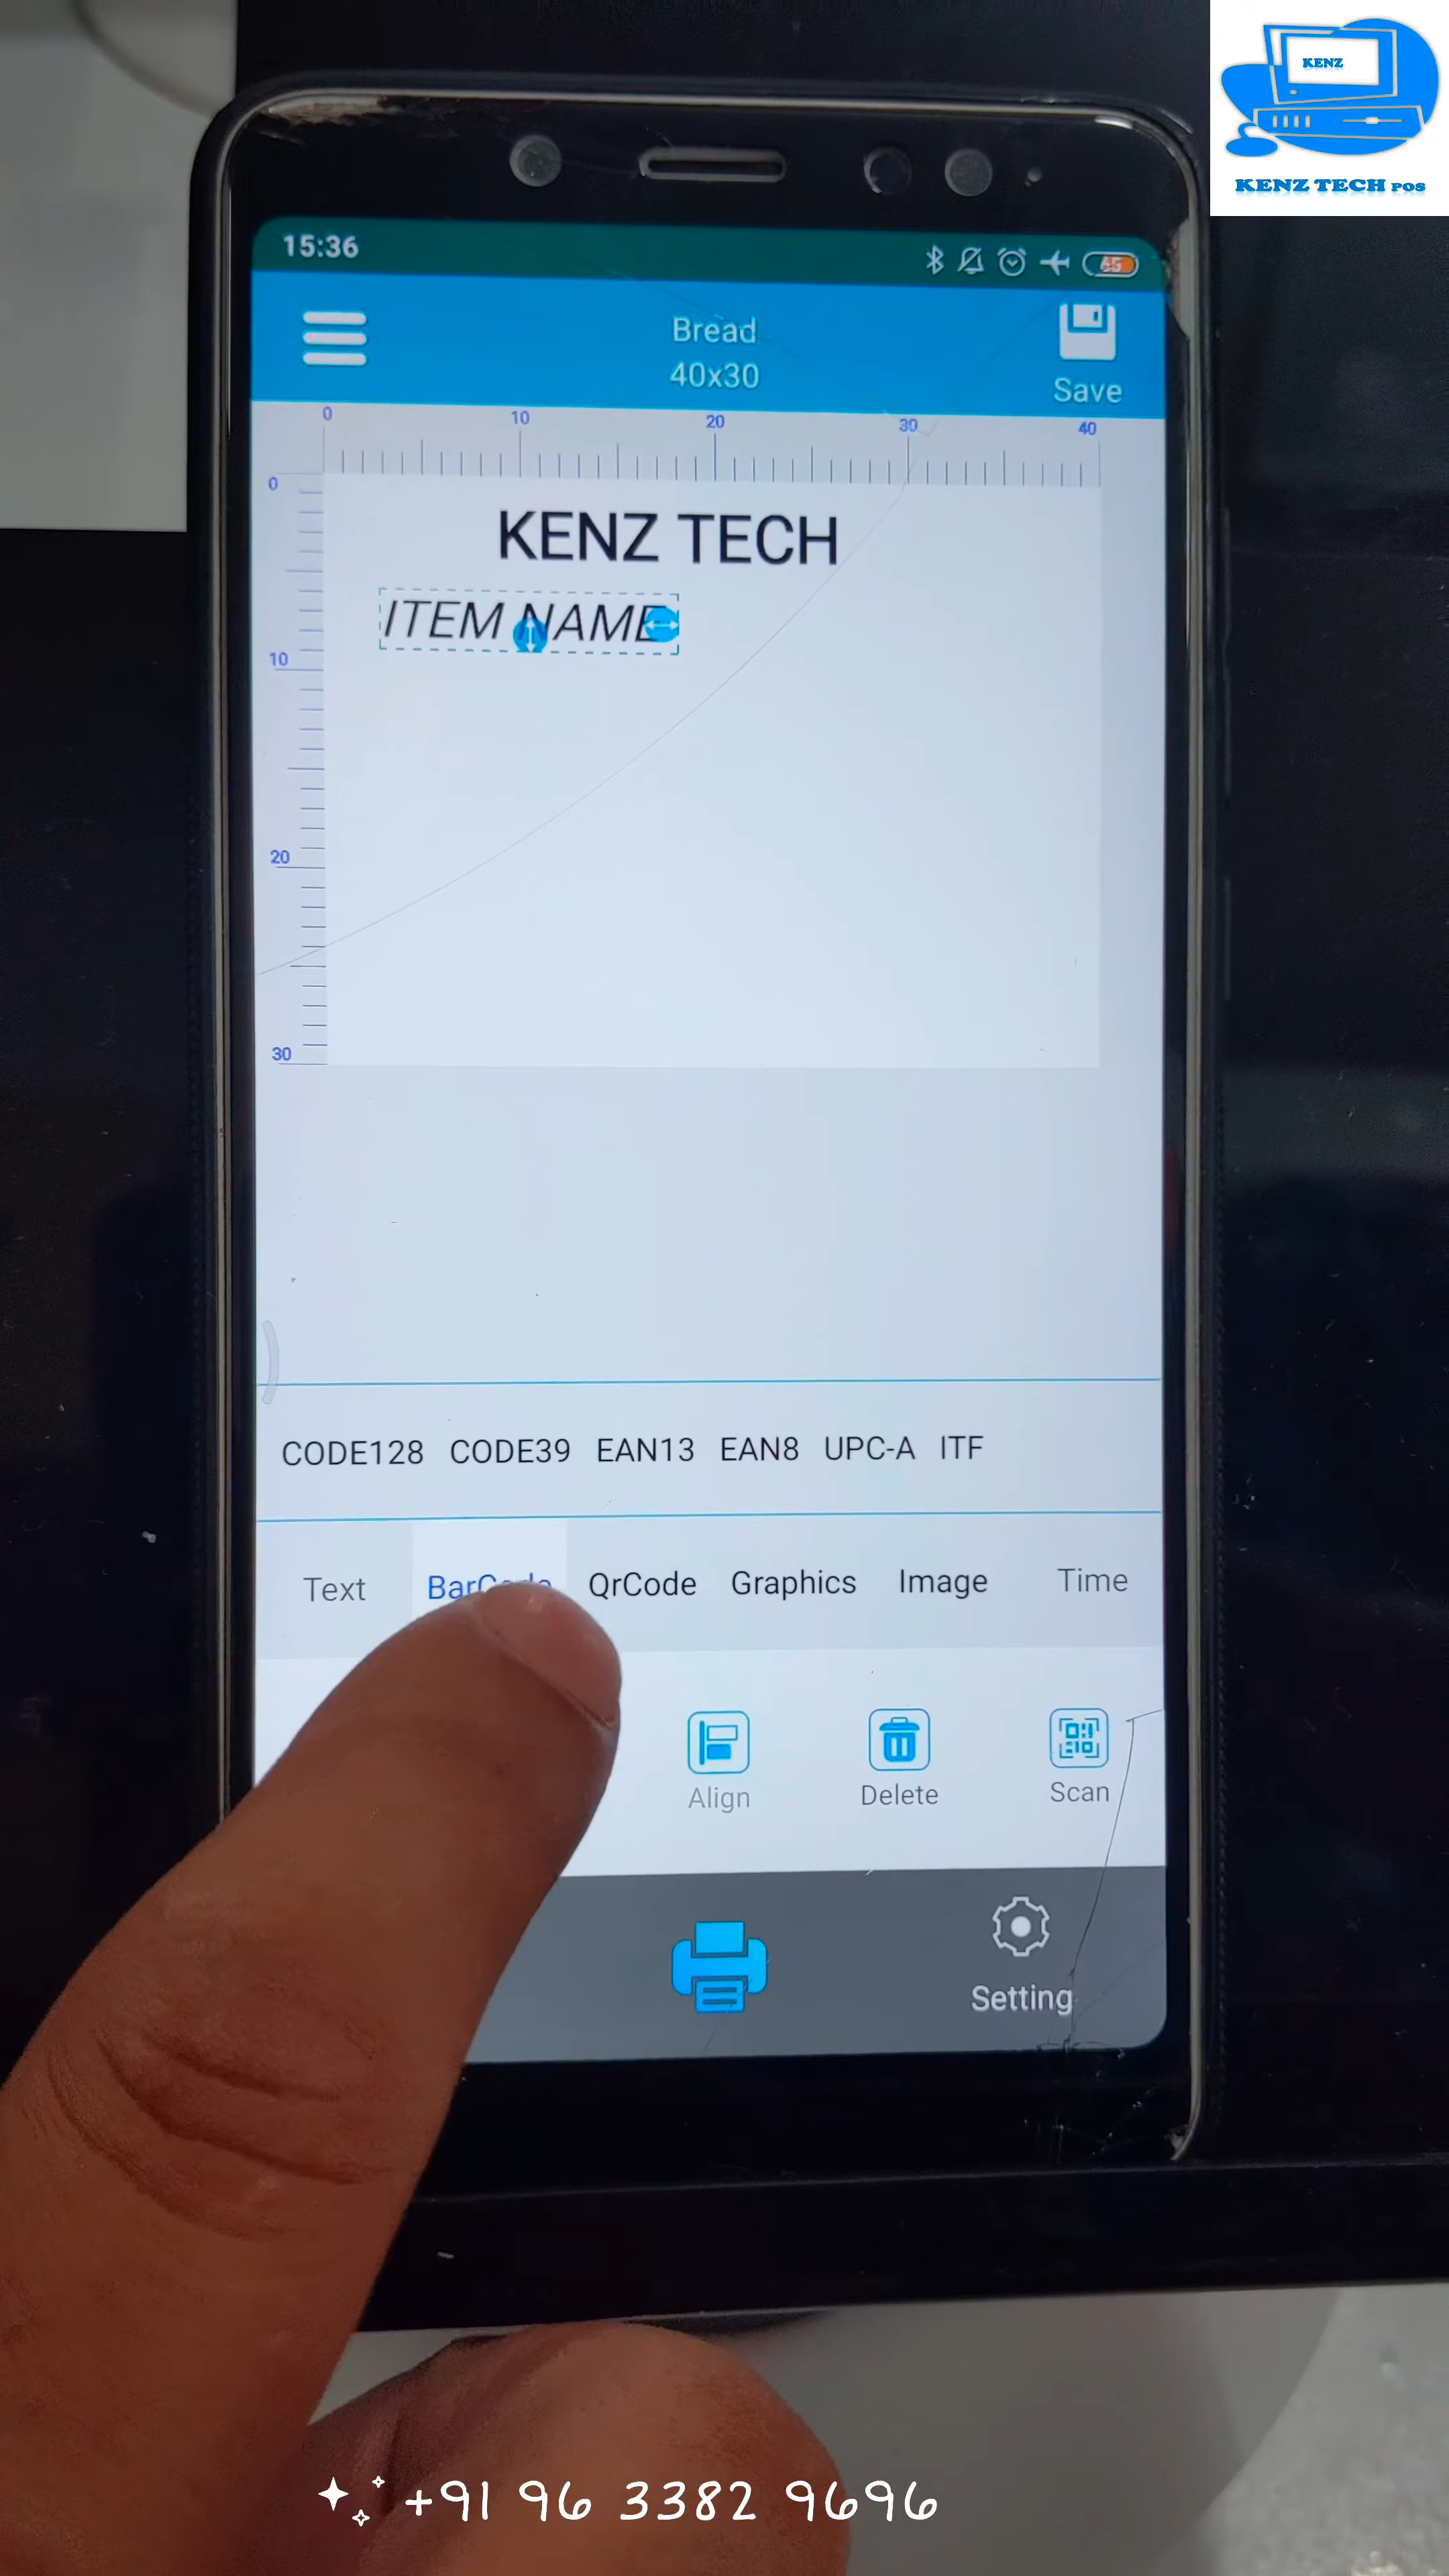 KENZ
KENZ TECH POS
15:36
45
Bread
40x30
Save
0 10 20 30 40
0
KENZ TECH
ITEM NAME
10
20
30
CODE128 CODE39 EAN13 EAN8 UPC-A ITF
Text BarCode QrCode Graphics Image Time
Align Delete Scan
Setting
+91 96 3382 9696